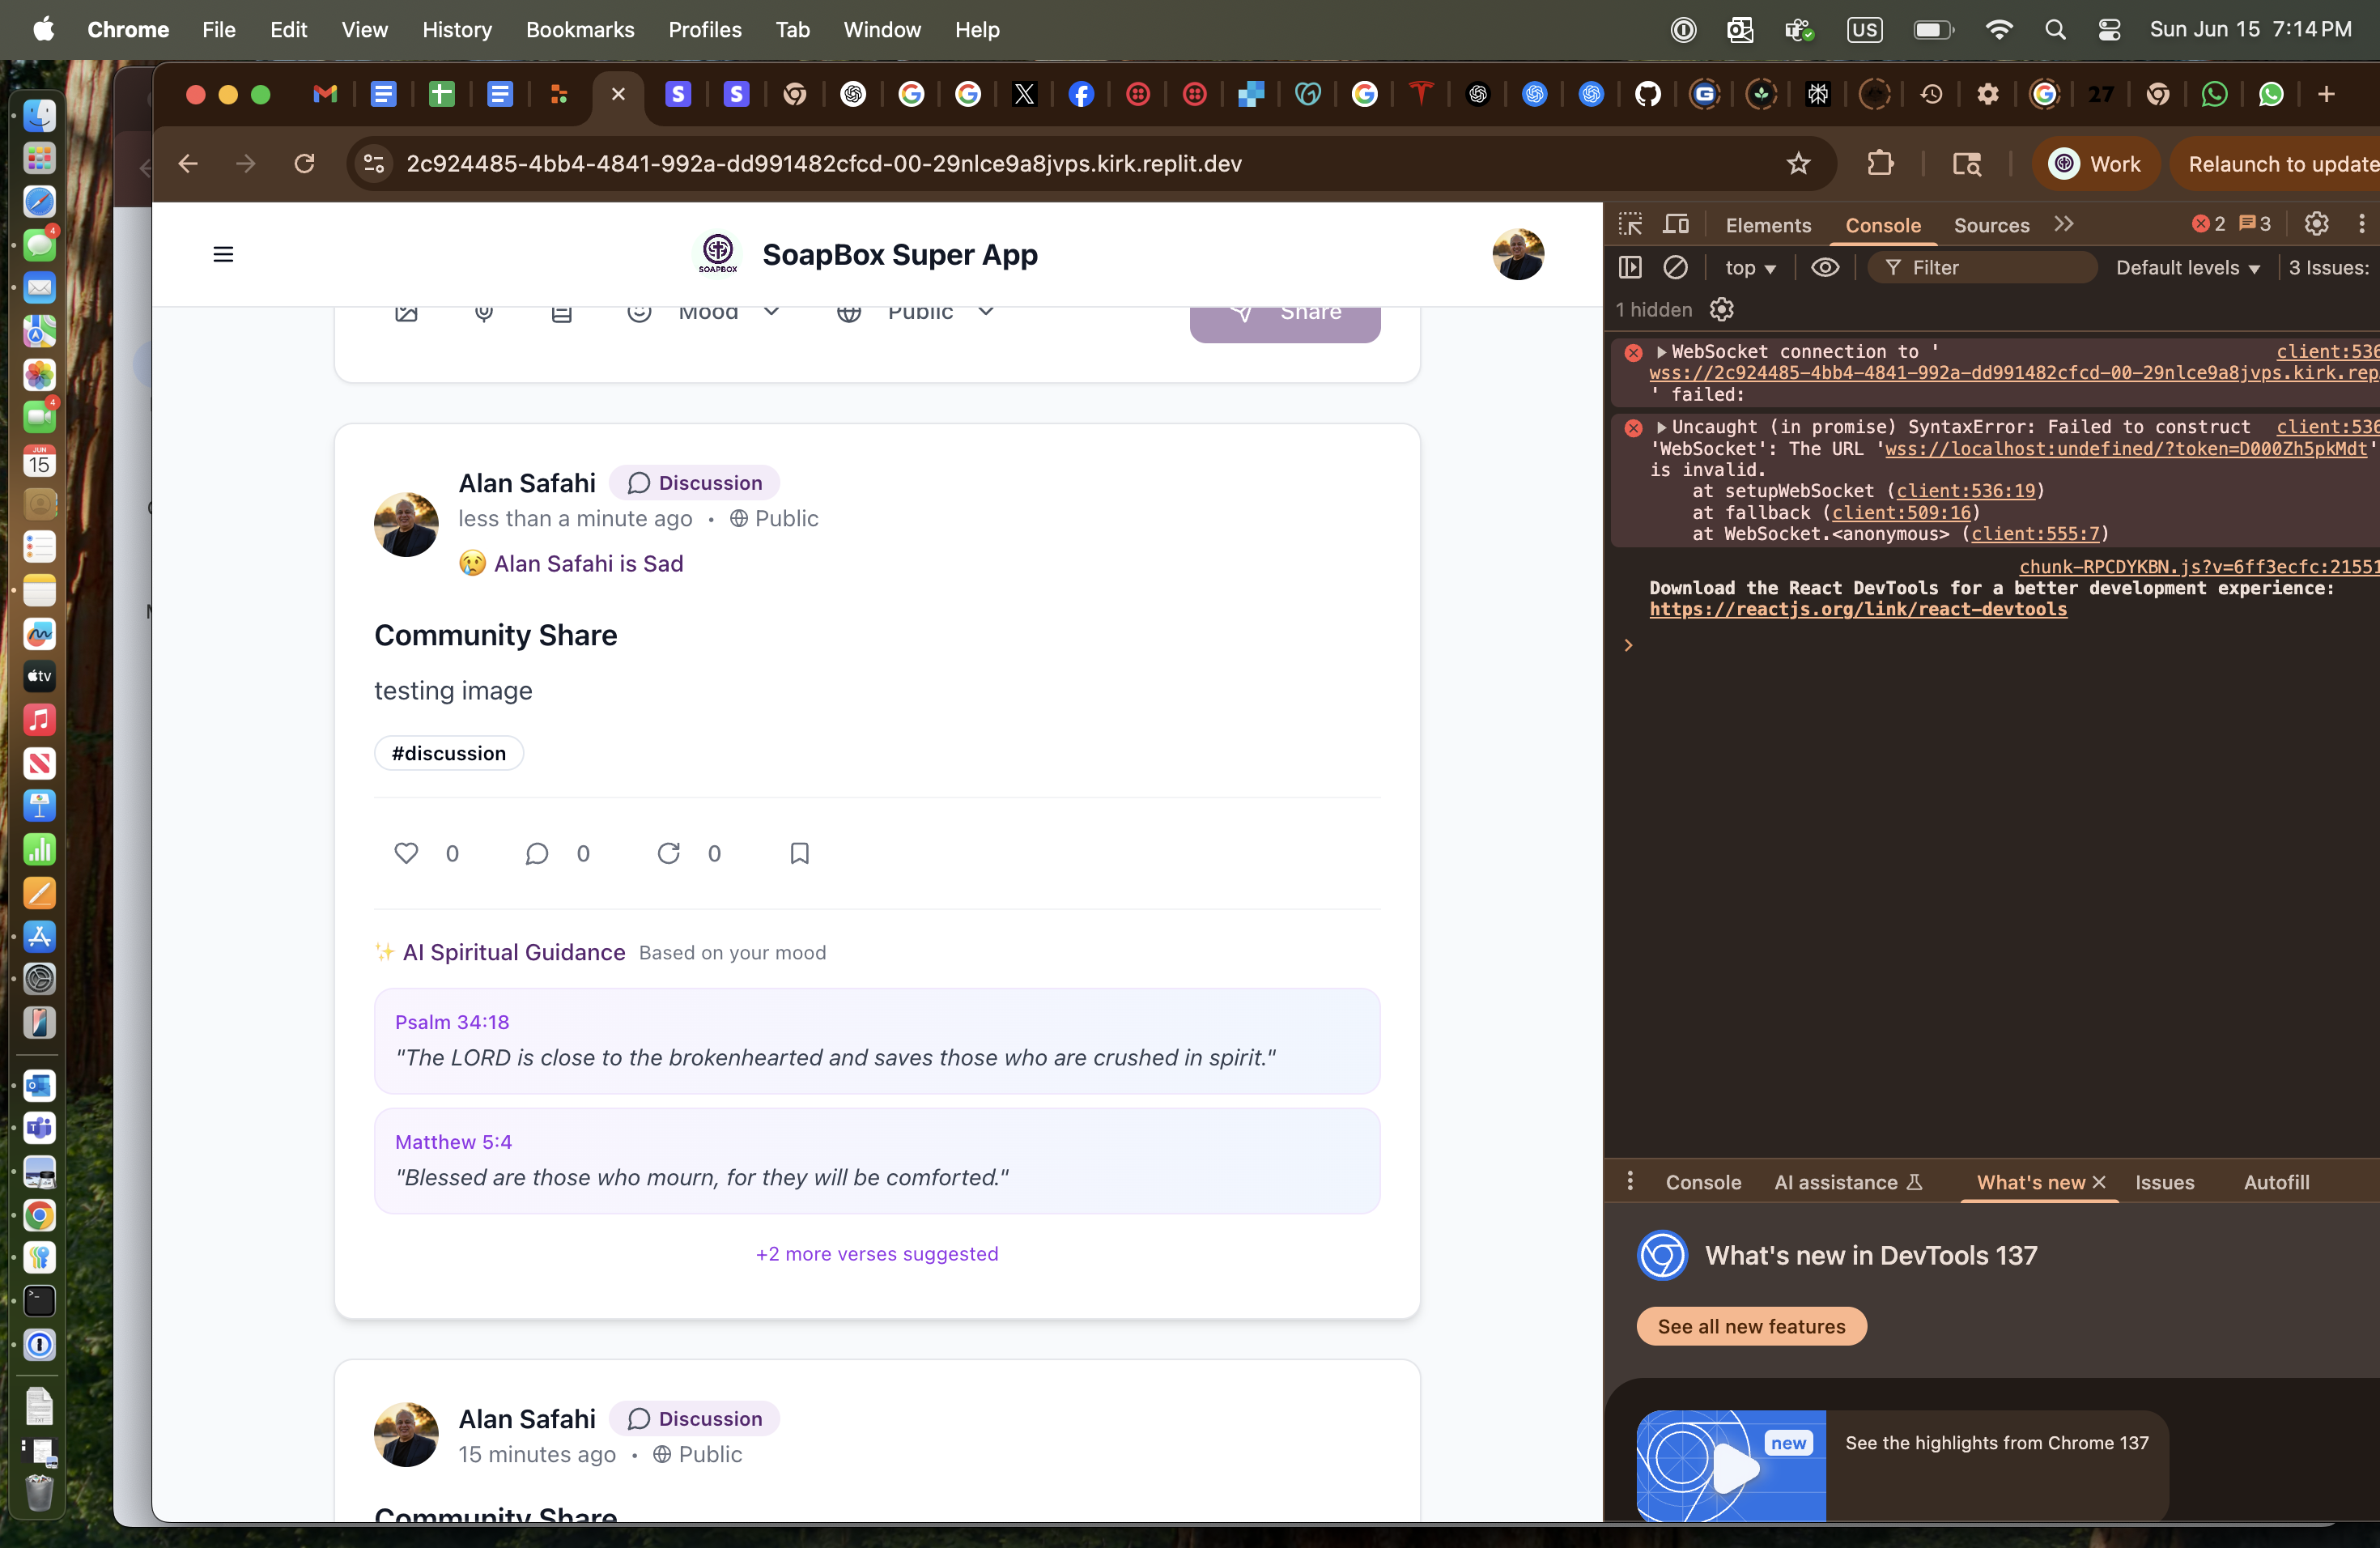 Chrome File Edit View History Bookmarks Profiles Tab Window Help
US Sun Jun 15 7:14 PM
27
2c924485-4bb4-4841-992a-dd991482cfcd-00-29nlce9a8jvps.kirk.replit.dev
Work
Relaunch to update
SOAPBOX
SoapBox Super App
Mood Public Share
Alan Safahi Discussion
less than a minute ago • Public
Alan Safahi is Sad
Community Share
testing image
#discussion
0 0 0
AI Spiritual Guidance Based on your mood
Psalm 34:18
"The LORD is close to the brokenhearted and saves those who are crushed in spirit."
Matthew 5:4
"Blessed are those who mourn, for they will be comforted."
+2 more verses suggested
Alan Safahi Discussion
15 minutes ago • Public
Community Share
Elements Console Sources 2 3
top Filter Default levels 3 Issues:
1 hidden
WebSocket connection to ' client:536
wss://2c924485-4bb4-4841-992a-dd991482cfcd-00-29nlce9a8jvps.kirk.rep
' failed:
Uncaught (in promise) SyntaxError: Failed to construct client:536
'WebSocket': The URL 'wss://localhost:undefined/?token=D000Zh5pkMdt'
is invalid.
at setupWebSocket (client:536:19)
at fallback (client:509:16)
at WebSocket.<anonymous> (client:555:7)
chunk-RPCDYKBN.js?v=6ff3ecfc:21551
Download the React DevTools for a better development experience:
https://reactjs.org/link/react-devtools
Console AI assistance What's new Issues Autofill
What's new in DevTools 137
See all new features
new
See the highlights from Chrome 137
4
4
JUN
15
tv